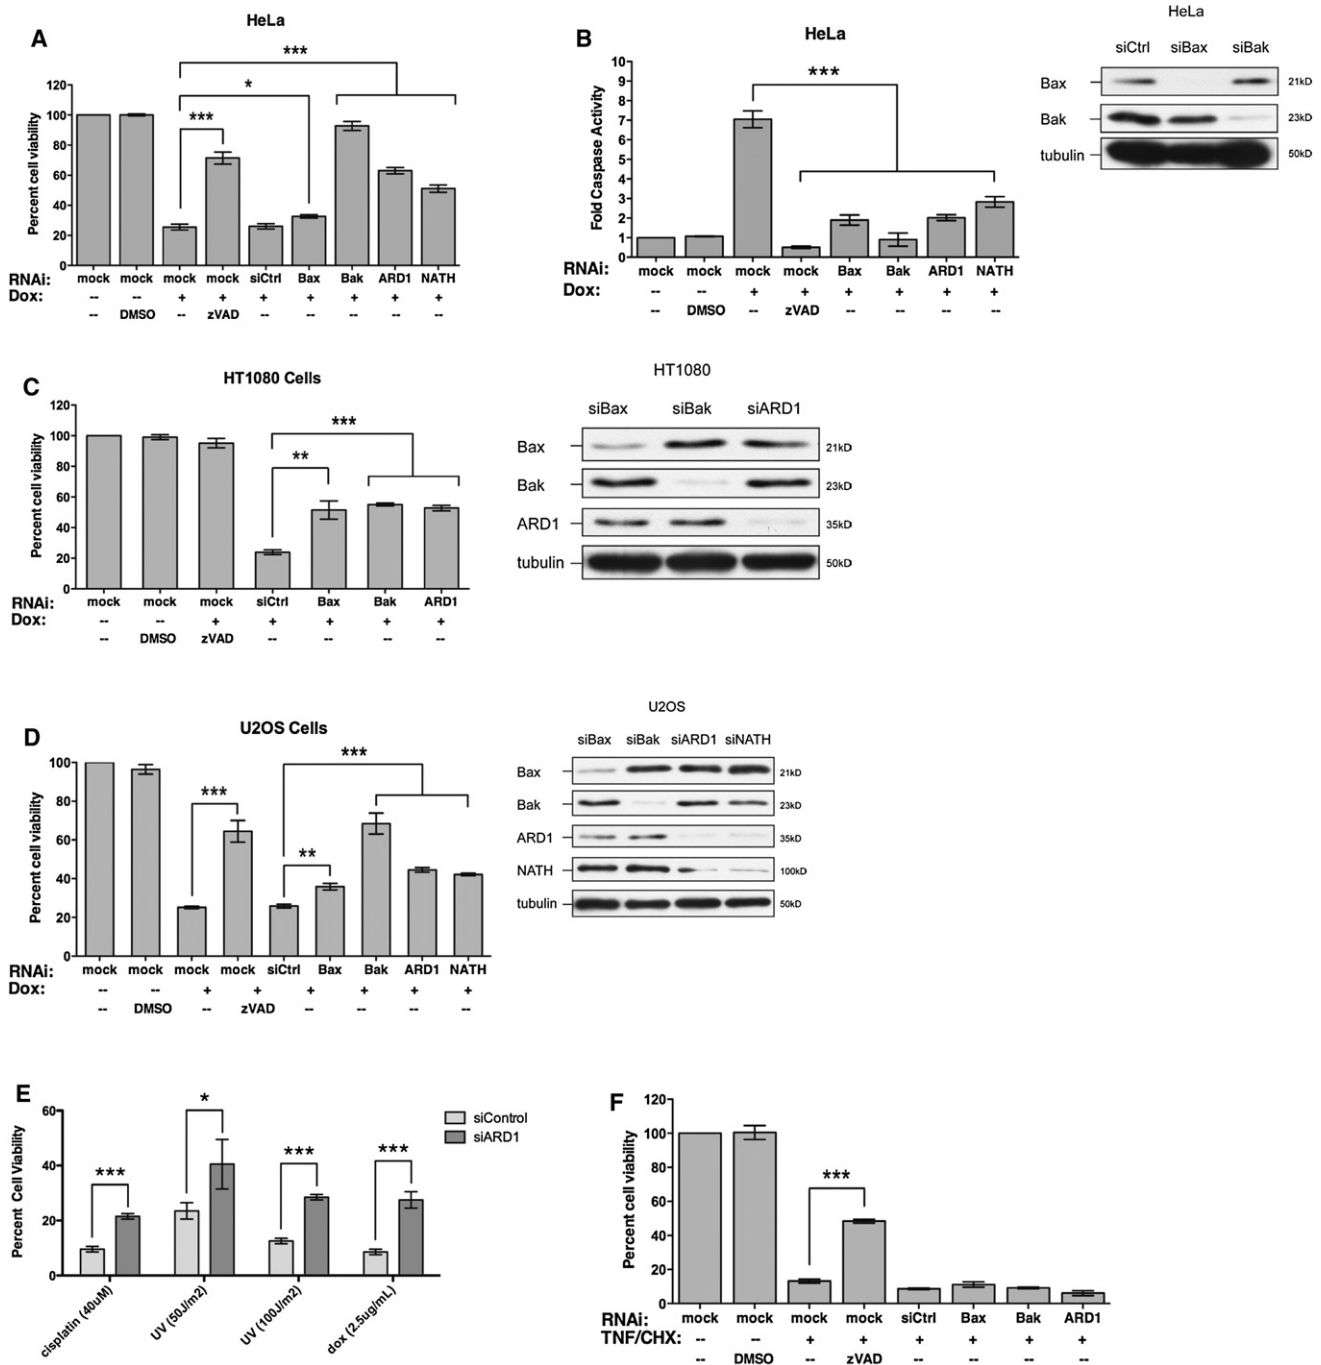 A
HeLa
***
*
***
Percent cell viability
120
100
80
60
40
20
0
RNAi: mock mock mock mock siCtrl Bax Bak ARD1 NATH
Dox: -- -- + + + + + + +
-- DMSO -- zVAD -- -- -- -- --
B
HeLa
***
Fold Caspase Activity
10
9
8
7
6
5
4
3
2
1
0
RNAi: mock mock mock mock Bax Bak ARD1 NATH
Dox: -- -- + + + + + +
-- DMSO -- zVAD -- -- -- --
HeLa
siCtrl siBax siBak
Bax 21kD
Bak 23kD
tubulin 50kD
C
HT1080 Cells
***
**
Percent cell viability
120
100
80
60
40
20
0
RNAi: mock mock mock siCtrl Bax Bak ARD1
Dox: -- -- + + + + +
-- DMSO zVAD -- -- -- --
HT1080
siBax siBak siARD1
Bax 21kD
Bak 23kD
ARD1 35kD
tubulin 50kD
D
U2OS Cells
***
***
**
Percent cell viability
100
80
60
40
20
0
RNAi: mock mock mock mock siCtrl Bax Bak ARD1 NATH
Dox: -- -- + + + + + +
-- DMSO -- zVAD -- -- -- -- --
U2OS
siBax siBak siARD1 siNATH
Bax 21kD
Bak 23kD
ARD1 35kD
NATH 100kD
tubulin 50kD
E
Percent Cell Viability
60
40
20
0
***
*
***
***
siControl
siARD1
cisplatin (40uM)
UV (50J/m2)
UV (100J/m2)
dox (2.5ug/mL)
F
***
Percent cell viability
120
100
80
60
40
20
0
RNAi: mock mock mock mock siCtrl Bax Bak ARD1
TNF/CHX: -- -- + + + + + +
-- DMSO -- zVAD -- -- -- --